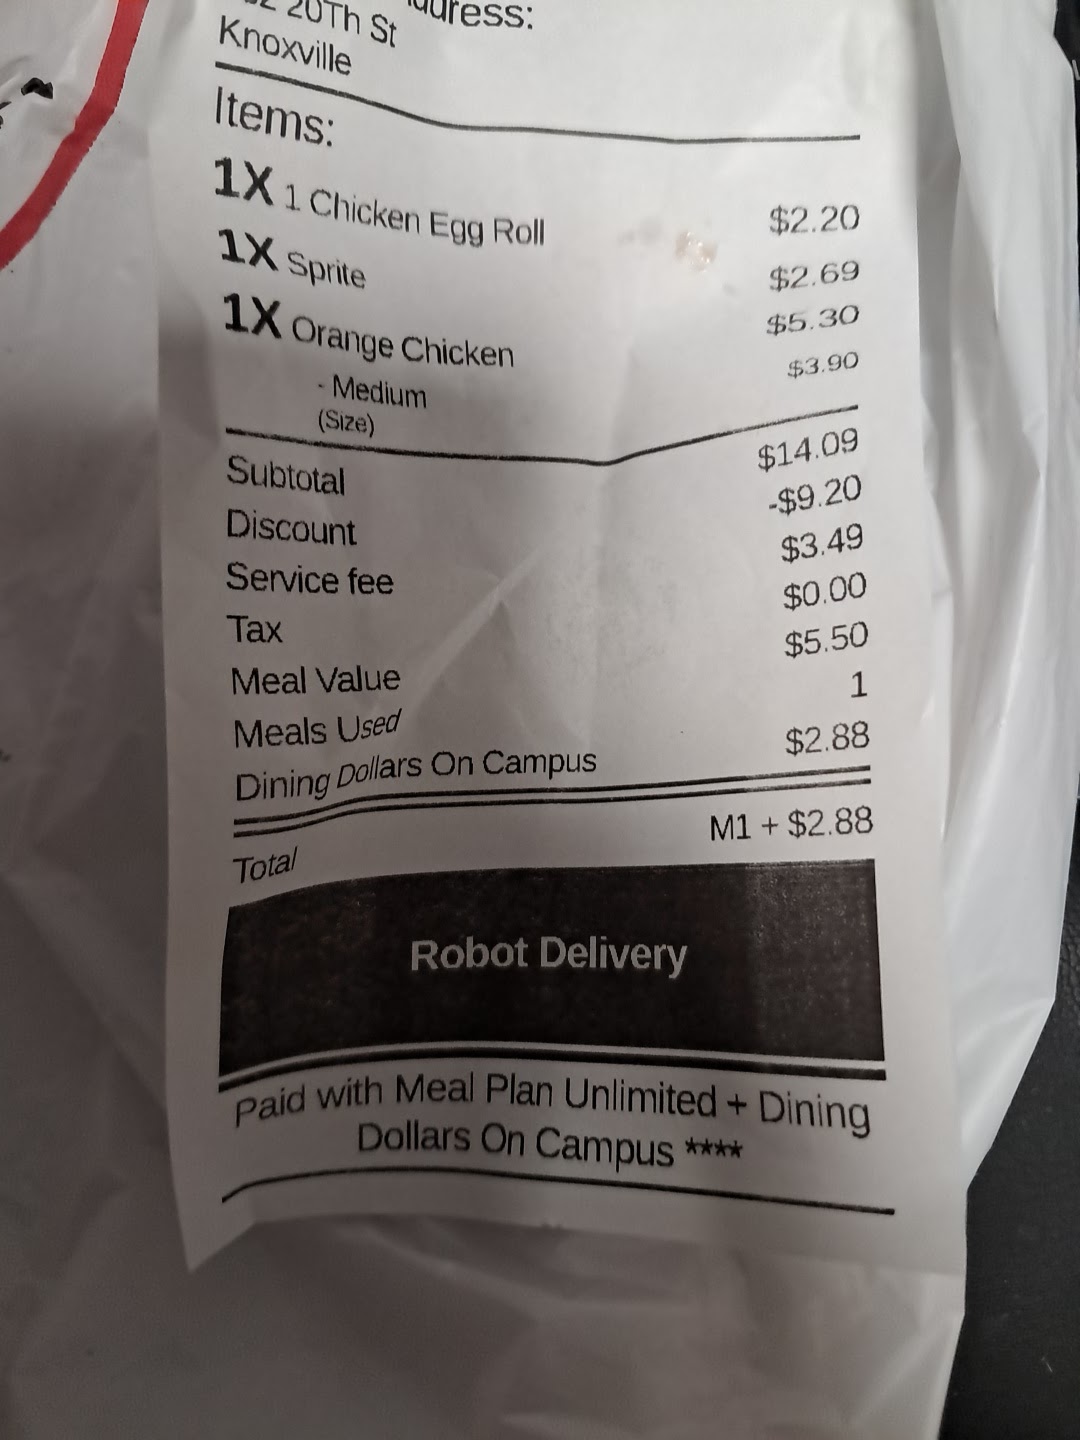 20Th St
Knoxville
Items:
1X 1 Chicken Egg Roll $2.20
1X Sprite $2.69
1X Orange Chicken $5.30
- Medium $3.90
(Size)
Subtotal $14.09
Discount -$9.20
Service fee $3.49
Tax $0.00
Meal Value $5.50
Meals Used 1
Dining Dollars On Campus $2.88
Total M1 + $2.88
Robot Delivery
Paid with Meal Plan Unlimited + Dining
Dollars On Campus ****